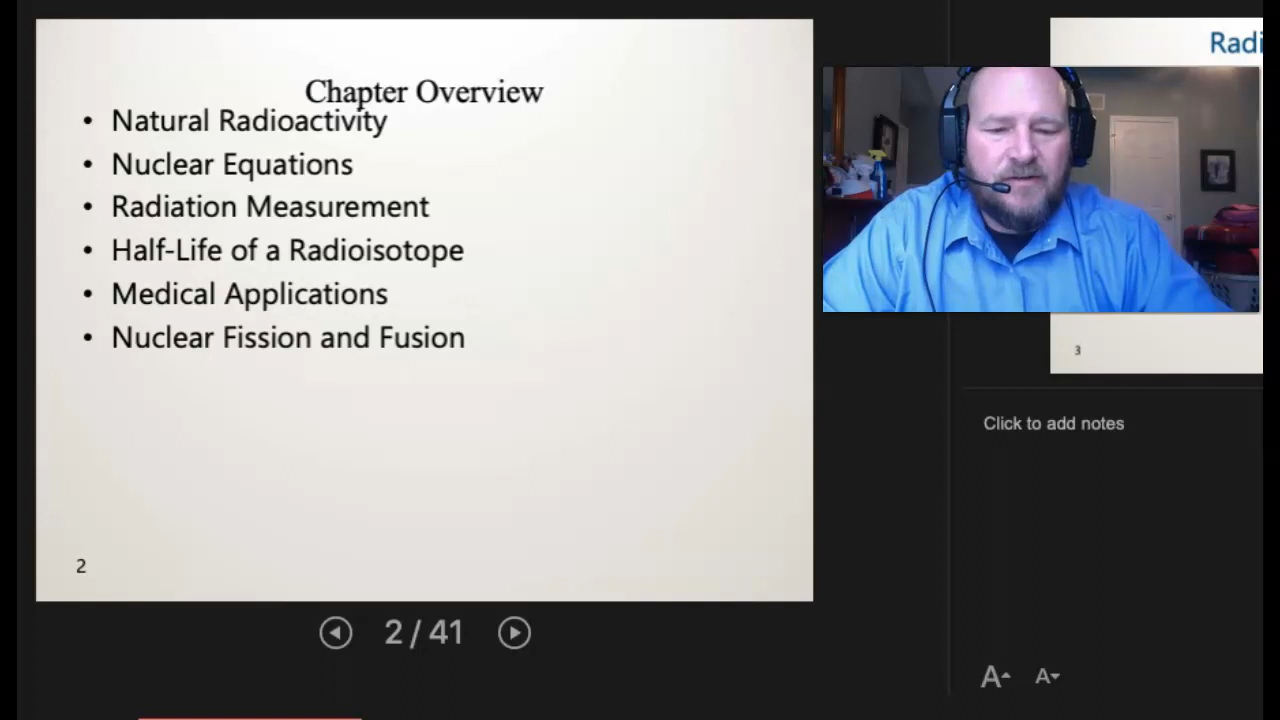 Chapter Overview
• Natural Radioactivity
• Nuclear Equations
• Radiation Measurement
• Half-Life of a Radioisotope
• Medical Applications
• Nuclear Fission and Fusion
2
2 / 41
Radi
3
Click to add notes
A A